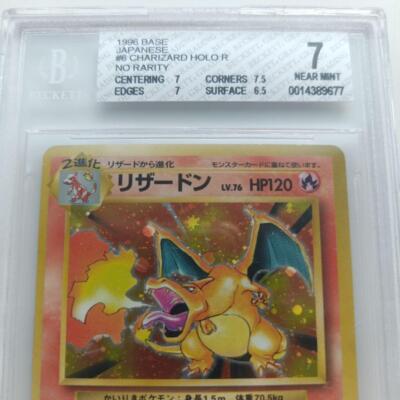 1996 BASE
JAPANESE
#6 CHARIZARD HOLO R
NO RARITY
CENTERING 7 CORNERS 7.5
EDGES 7 SURFACE 6.5
7
NEAR MINT
0014389677
BECKETT
2進化 リザードから進化 モンスターカードに重ねて使います。
リザードン LV.76 HP120
かいりきポケモン：身長1.5m 体重70.5kg